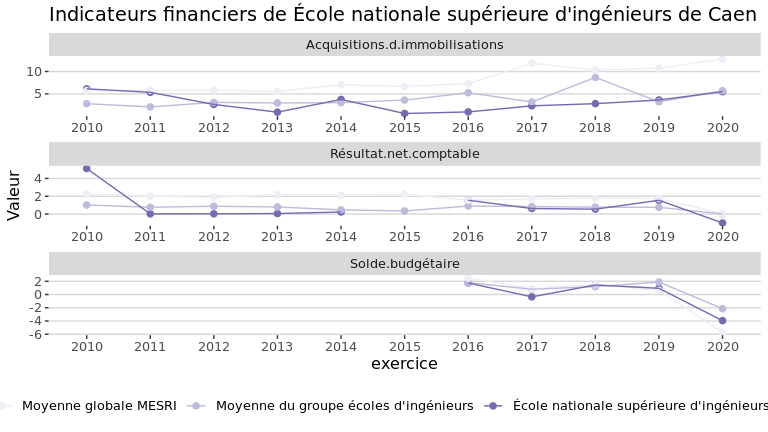 Indicateurs financiers de École nationale supérieure d'ingénieurs de Caen
Acquisitions.d.immobilisations
10
5
2010 2011 2012 2013 2014 2015 2016 2017 2018 2019 2020
Résultat.net.comptable
4
2
0
2010 2011 2012 2013 2014 2015 2016 2017 2018 2019 2020
Solde.budgétaire
2
0
-2
-4
-6
2010 2011 2012 2013 2014 2015 2016 2017 2018 2019 2020
Valeur
exercice
Moyenne globale MESRI Moyenne du groupe écoles d'ingénieurs École nationale supérieure d'ingénieurs